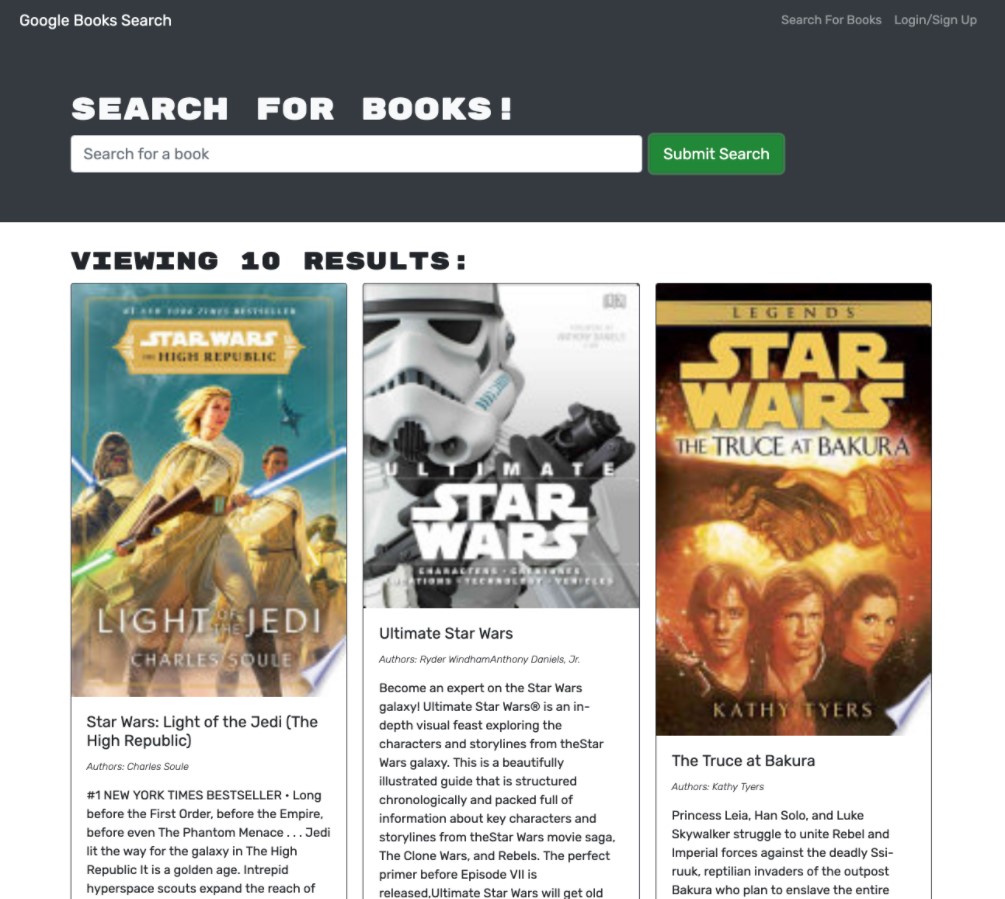 Google Books Search
Search For Books Login/Sign Up
SEARCH FOR BOOKS!
Search for a book
Submit Search
VIEWING 10 RESULTS:
#1 NEW YORK TIMES BESTSELLER
STAR WARS
THE HIGH REPUBLIC
LIGHT OF THE JEDI
CHARLES SOULE
Star Wars: Light of the Jedi (The
High Republic)
Authors: Charles Soule
#1 NEW YORK TIMES BESTSELLER • Long
before the First Order, before the Empire,
before even The Phantom Menace . . . Jedi
lit the way for the galaxy in The High
Republic It is a golden age. Intrepid
hyperspace scouts expand the reach of
DK
ULTIMATE
STAR
WARS
CHARACTERS • CREATURES
LOCATIONS • TECHNOLOGY • VEHICLES
Ultimate Star Wars
Authors: Ryder WindhamAnthony Daniels, Jr.
Become an expert on the Star Wars
galaxy! Ultimate Star Wars® is an in-
depth visual feast exploring the
characters and storylines from theStar
Wars galaxy. This is a beautifully
illustrated guide that is structured
chronologically and packed full of
information about key characters and
storylines from theStar Wars movie saga,
The Clone Wars, and Rebels. The perfect
primer before Episode VII is
released,Ultimate Star Wars will get old
LEGENDS
STAR
WARS
THE TRUCE AT BAKURA
KATHY TYERS
The Truce at Bakura
Authors: Kathy Tyers
Princess Leia, Han Solo, and Luke
Skywalker struggle to unite Rebel and
Imperial forces against the deadly Ssi-
ruuk, reptilian invaders of the outpost
Bakura who plan to enslave the entire